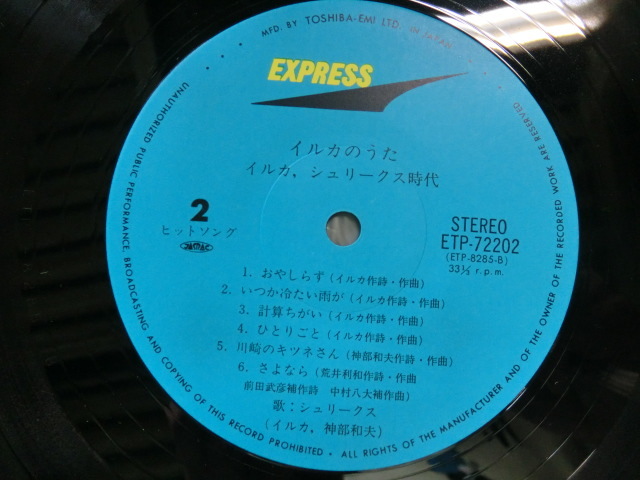 MFD. BY TOSHIBA-EMI LTD. IN JAPAN
EXPRESS
イルカのうた
イルカ, シュリークス時代
2
ヒットソング
STEREO
ETP-72202
(ETP-8285-B)
33⅓ r.p.m.
1. おやしらず(イルカ作詩・作曲)
2. いつか冷たい雨が(イルカ作詩・作曲)
3. 計算ちがい(イルカ作詩・作曲)
4. ひとりごと(イルカ作詩・作曲)
5. 川崎のキツネさん(神部和夫作詩・作曲)
6. さよなら(荒井利和作詩・作曲
前田武彦補作詩 中村八大補作曲)
歌:シュリークス
(イルカ, 神部和夫)
UNAUTHORIZED PUBLIC PERFORMANCE BROADCASTING AND COPYING OF THIS RECORD PROHIBITED • ALL RIGHTS OF THE MANUFACTURER AND OF THE OWNER OF THE RECORDED WORK ARE RESERVED